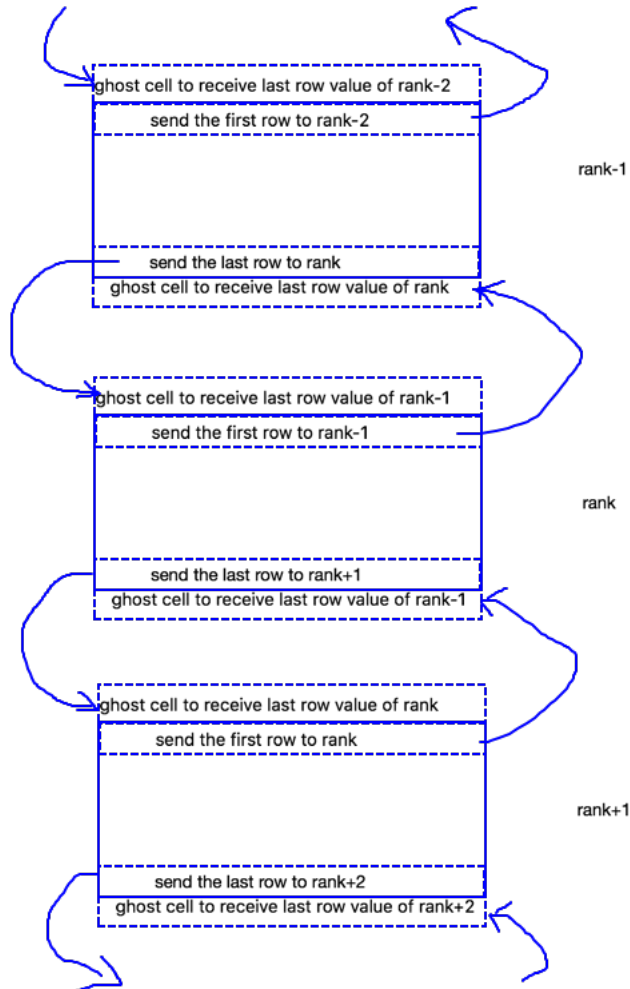 ghost cell to receive last row value of rank-2
send the first row to rank-2
rank-1
send the last row to rank
ghost cell to receive last row value of rank
ghost cell to receive last row value of rank-1
send the first row to rank-1
rank
send the last row to rank+1
ghost cell to receive last row value of rank-1
ghost cell to receive last row value of rank
send the first row to rank
rank+1
send the last row to rank+2
ghost cell to receive last row value of rank+2